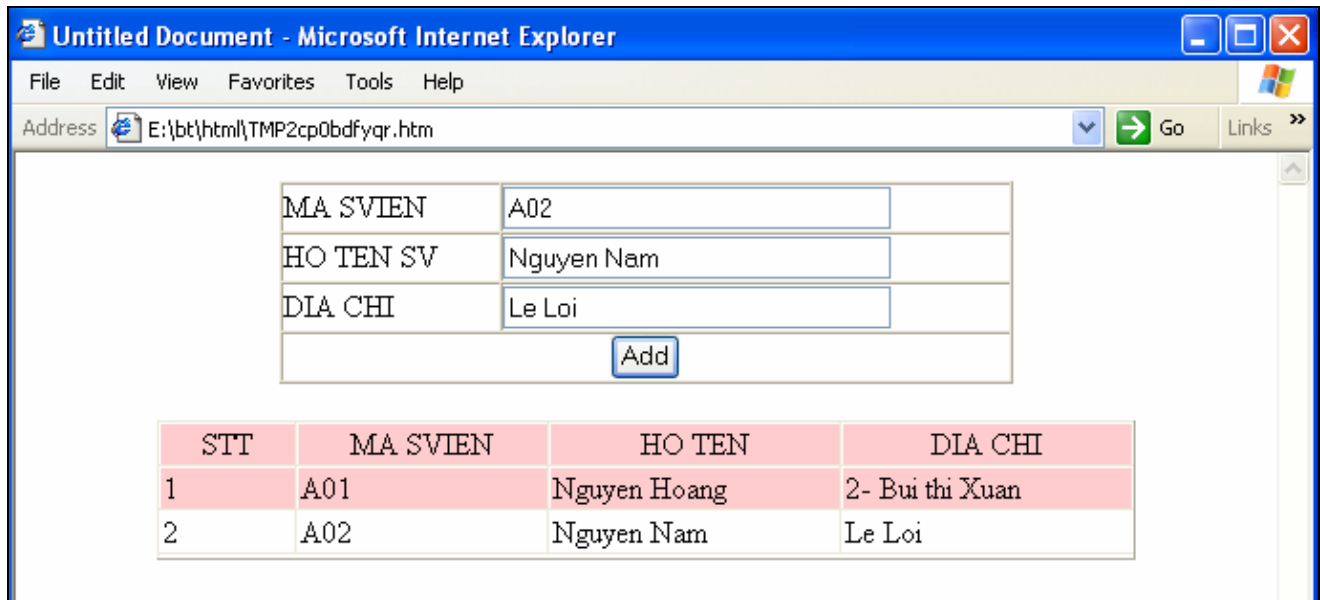 Untitled Document - Microsoft Internet Explorer
File Edit View Favorites Tools Help
Address E:\bt\html\TMP2cp0bdfyqr.htm Go Links »
MA SVIEN A02
HO TEN SV Nguyen Nam
DIA CHI Le Loi
Add
STT MA SVIEN HO TEN DIA CHI
1 A01 Nguyen Hoang 2- Bui thi Xuan
2 A02 Nguyen Nam Le Loi